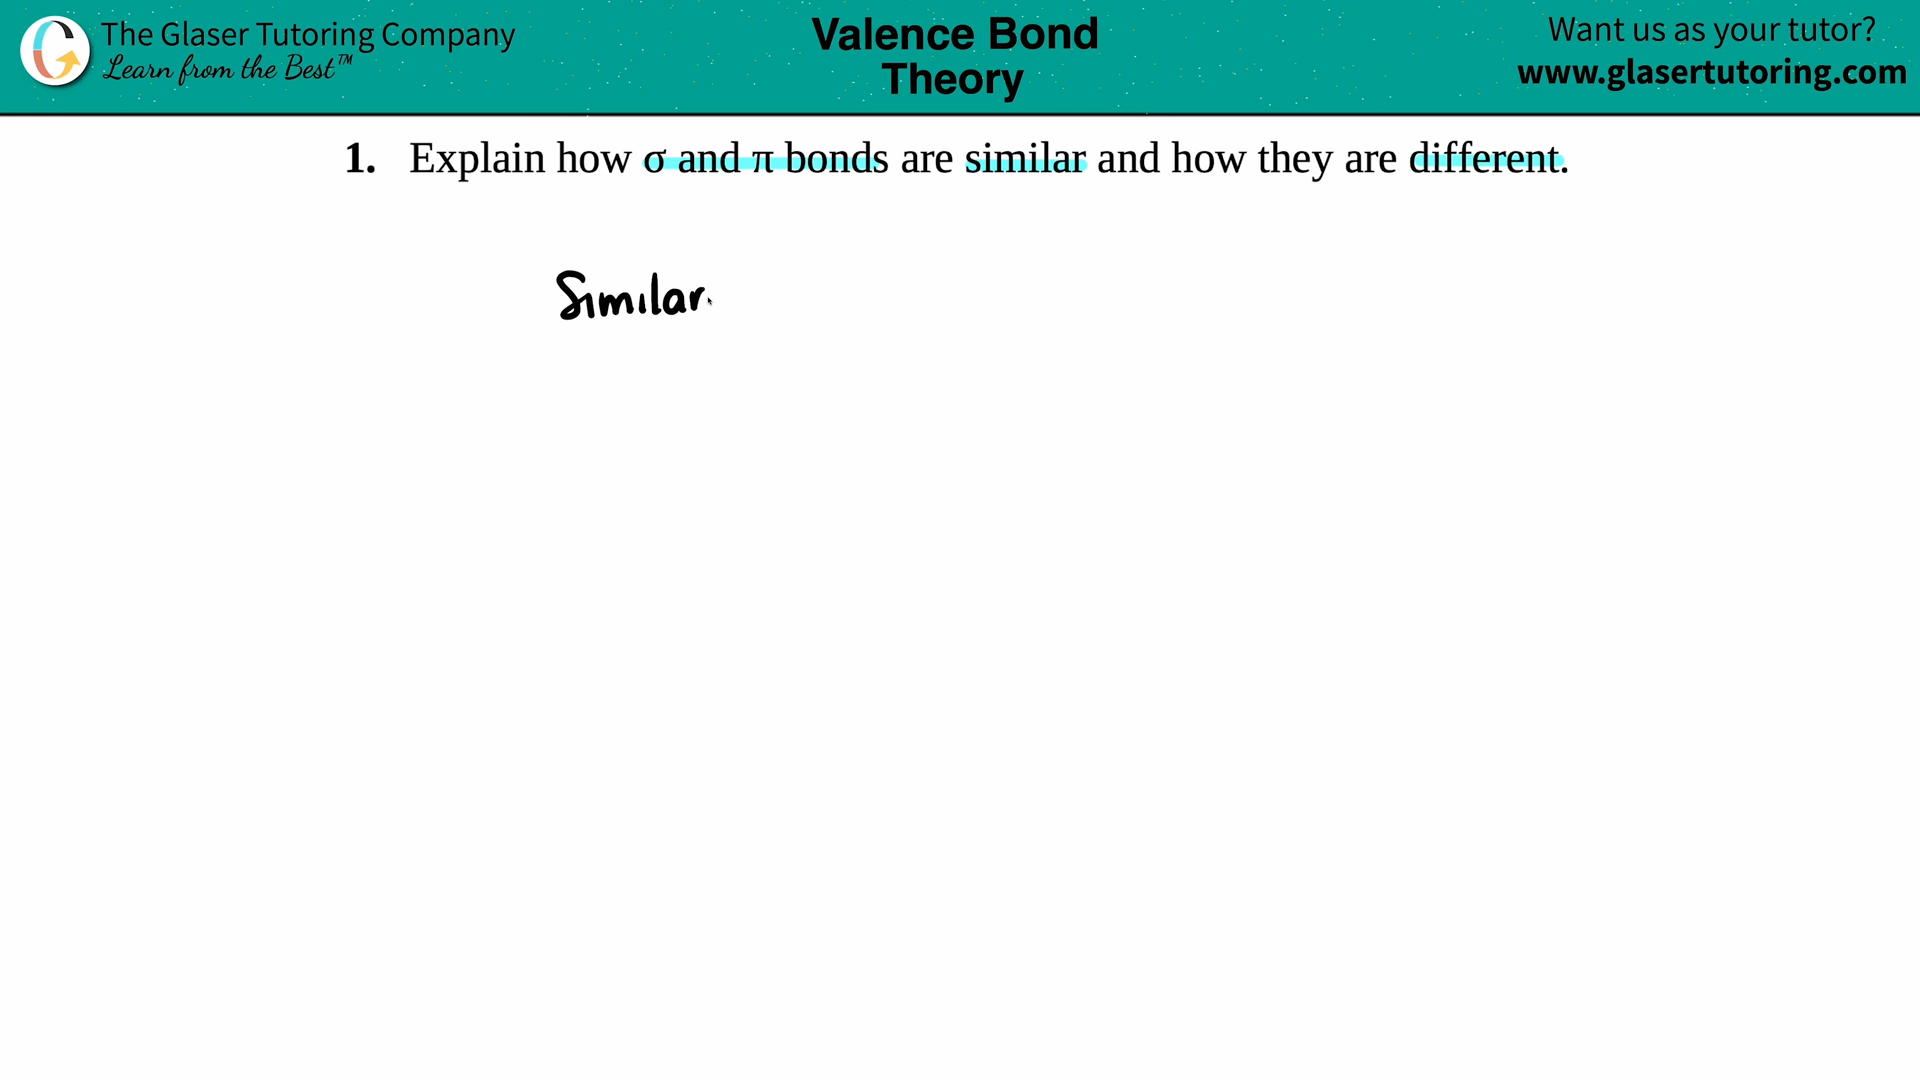 The Glaser Tutoring Company
Learn from the Best™
Valence Bond
Theory
Want us as your tutor?
www.glasertutoring.com
1. Explain how σ and π bonds are similar and how they are different.
Similar